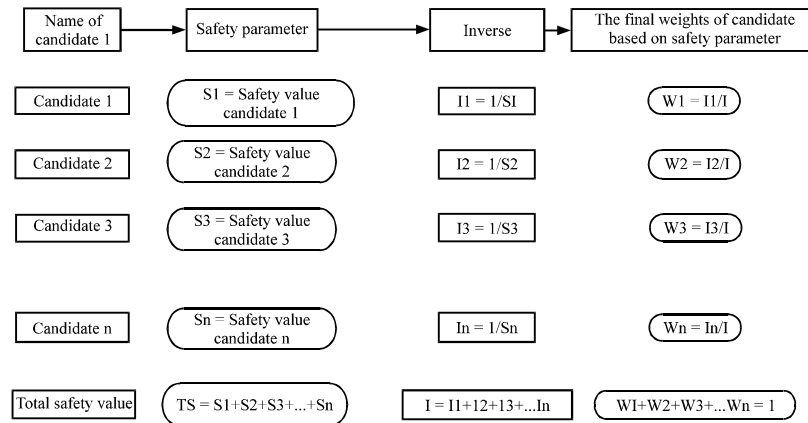 Name of
candidate 1
Safety parameter
Inverse
The final weights of candidate
based on safety parameter
Candidate 1
S1 = Safety value
candidate 1
I1 = 1/SI
W1 = I1/I
Candidate 2
S2 = Safety value
candidate 2
I2 = 1/S2
W2 = I2/I
Candidate 3
S3 = Safety value
candidate 3
I3 = 1/S3
W3 = I3/I
Candidate n
Sn = Safety value
candidate n
In = 1/Sn
Wn = In/I
Total safety value
TS = S1+S2+S3+...+Sn
I = I1+12+13+...In
WI+W2+W3+...Wn = 1